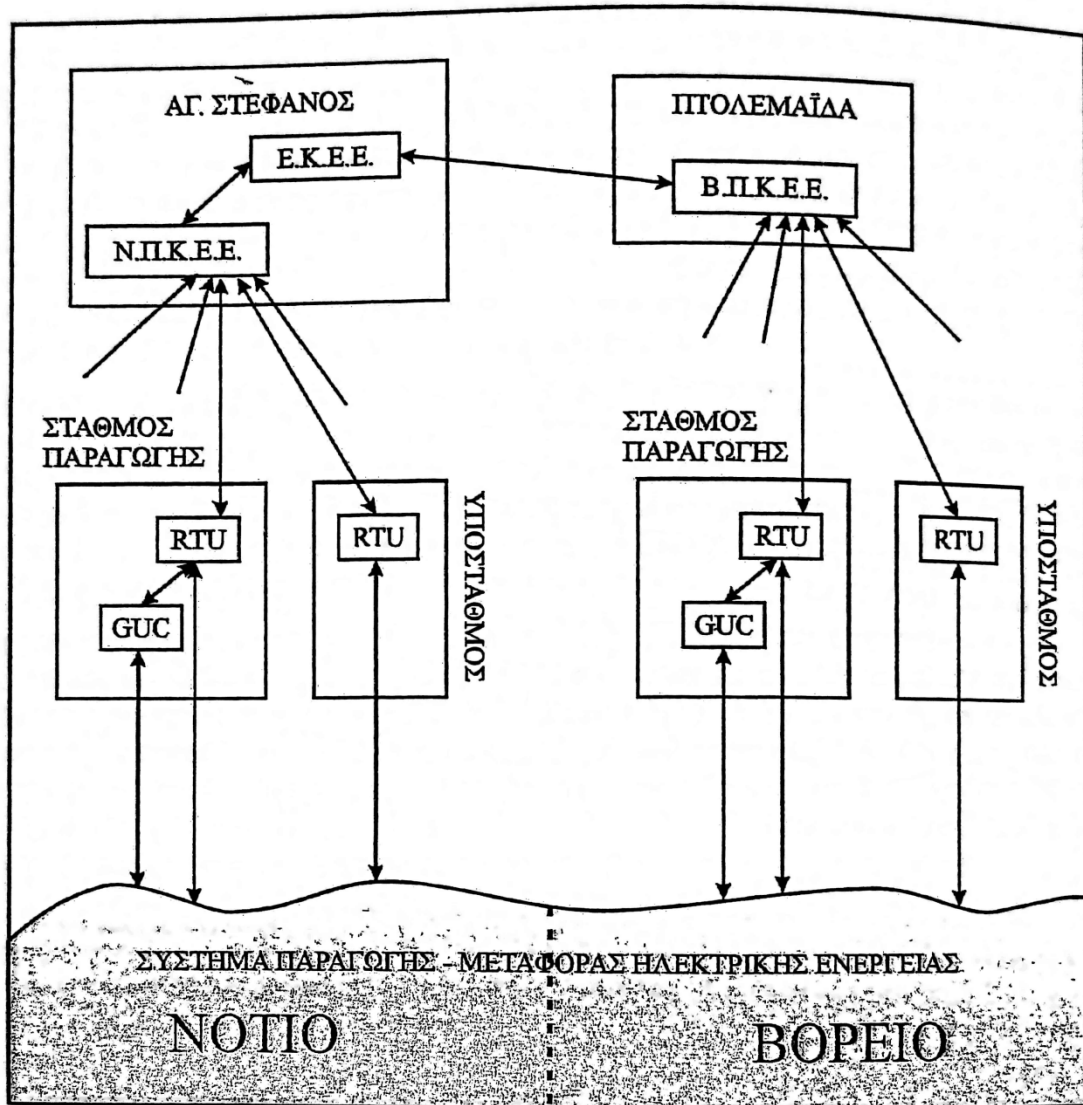 ΑΓ. ΣΤΕΦΑΝΟΣ
Ε.Κ.Ε.Ε.
Ν.Π.Κ.Ε.Ε.
ΠΤΟΛΕΜΑΪΔΑ
Β.Π.Κ.Ε.Ε.
ΣΤΑΘΜΟΣ
ΠΑΡΑΓΩΓΗΣ
RTU
GUC
RTU
ΥΠΟΣΤΑΘΜΟΣ
ΣΤΑΘΜΟΣ
ΠΑΡΑΓΩΓΗΣ
RTU
GUC
RTU
ΥΠΟΣΤΑΘΜΟΣ
ΣΥΣΤΗΜΑ ΠΑΡΑΓΩΓΗΣ – ΜΕΤΑΦΟΡΑΣ ΗΛΕΚΤΡΙΚΗΣ ΕΝΕΡΓΕΙΑΣ
ΝΟΤΙΟ
ΒΟΡΕΙΟ